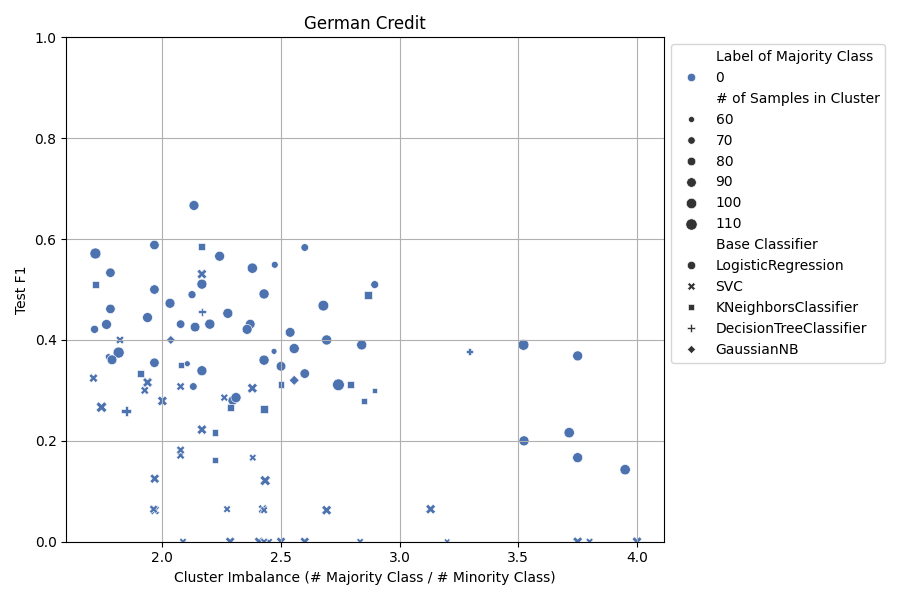 German Credit
1.0
0.8
0.6
0.4
0.2
0.0
Test F1
2.0
2.5
3.0
3.5
4.0
Cluster Imbalance (# Majority Class / # Minority Class)
Label of Majority Class
0
# of Samples in Cluster
60
70
80
90
100
110
Base Classifier
LogisticRegression
SVC
KNeighborsClassifier
DecisionTreeClassifier
GaussianNB